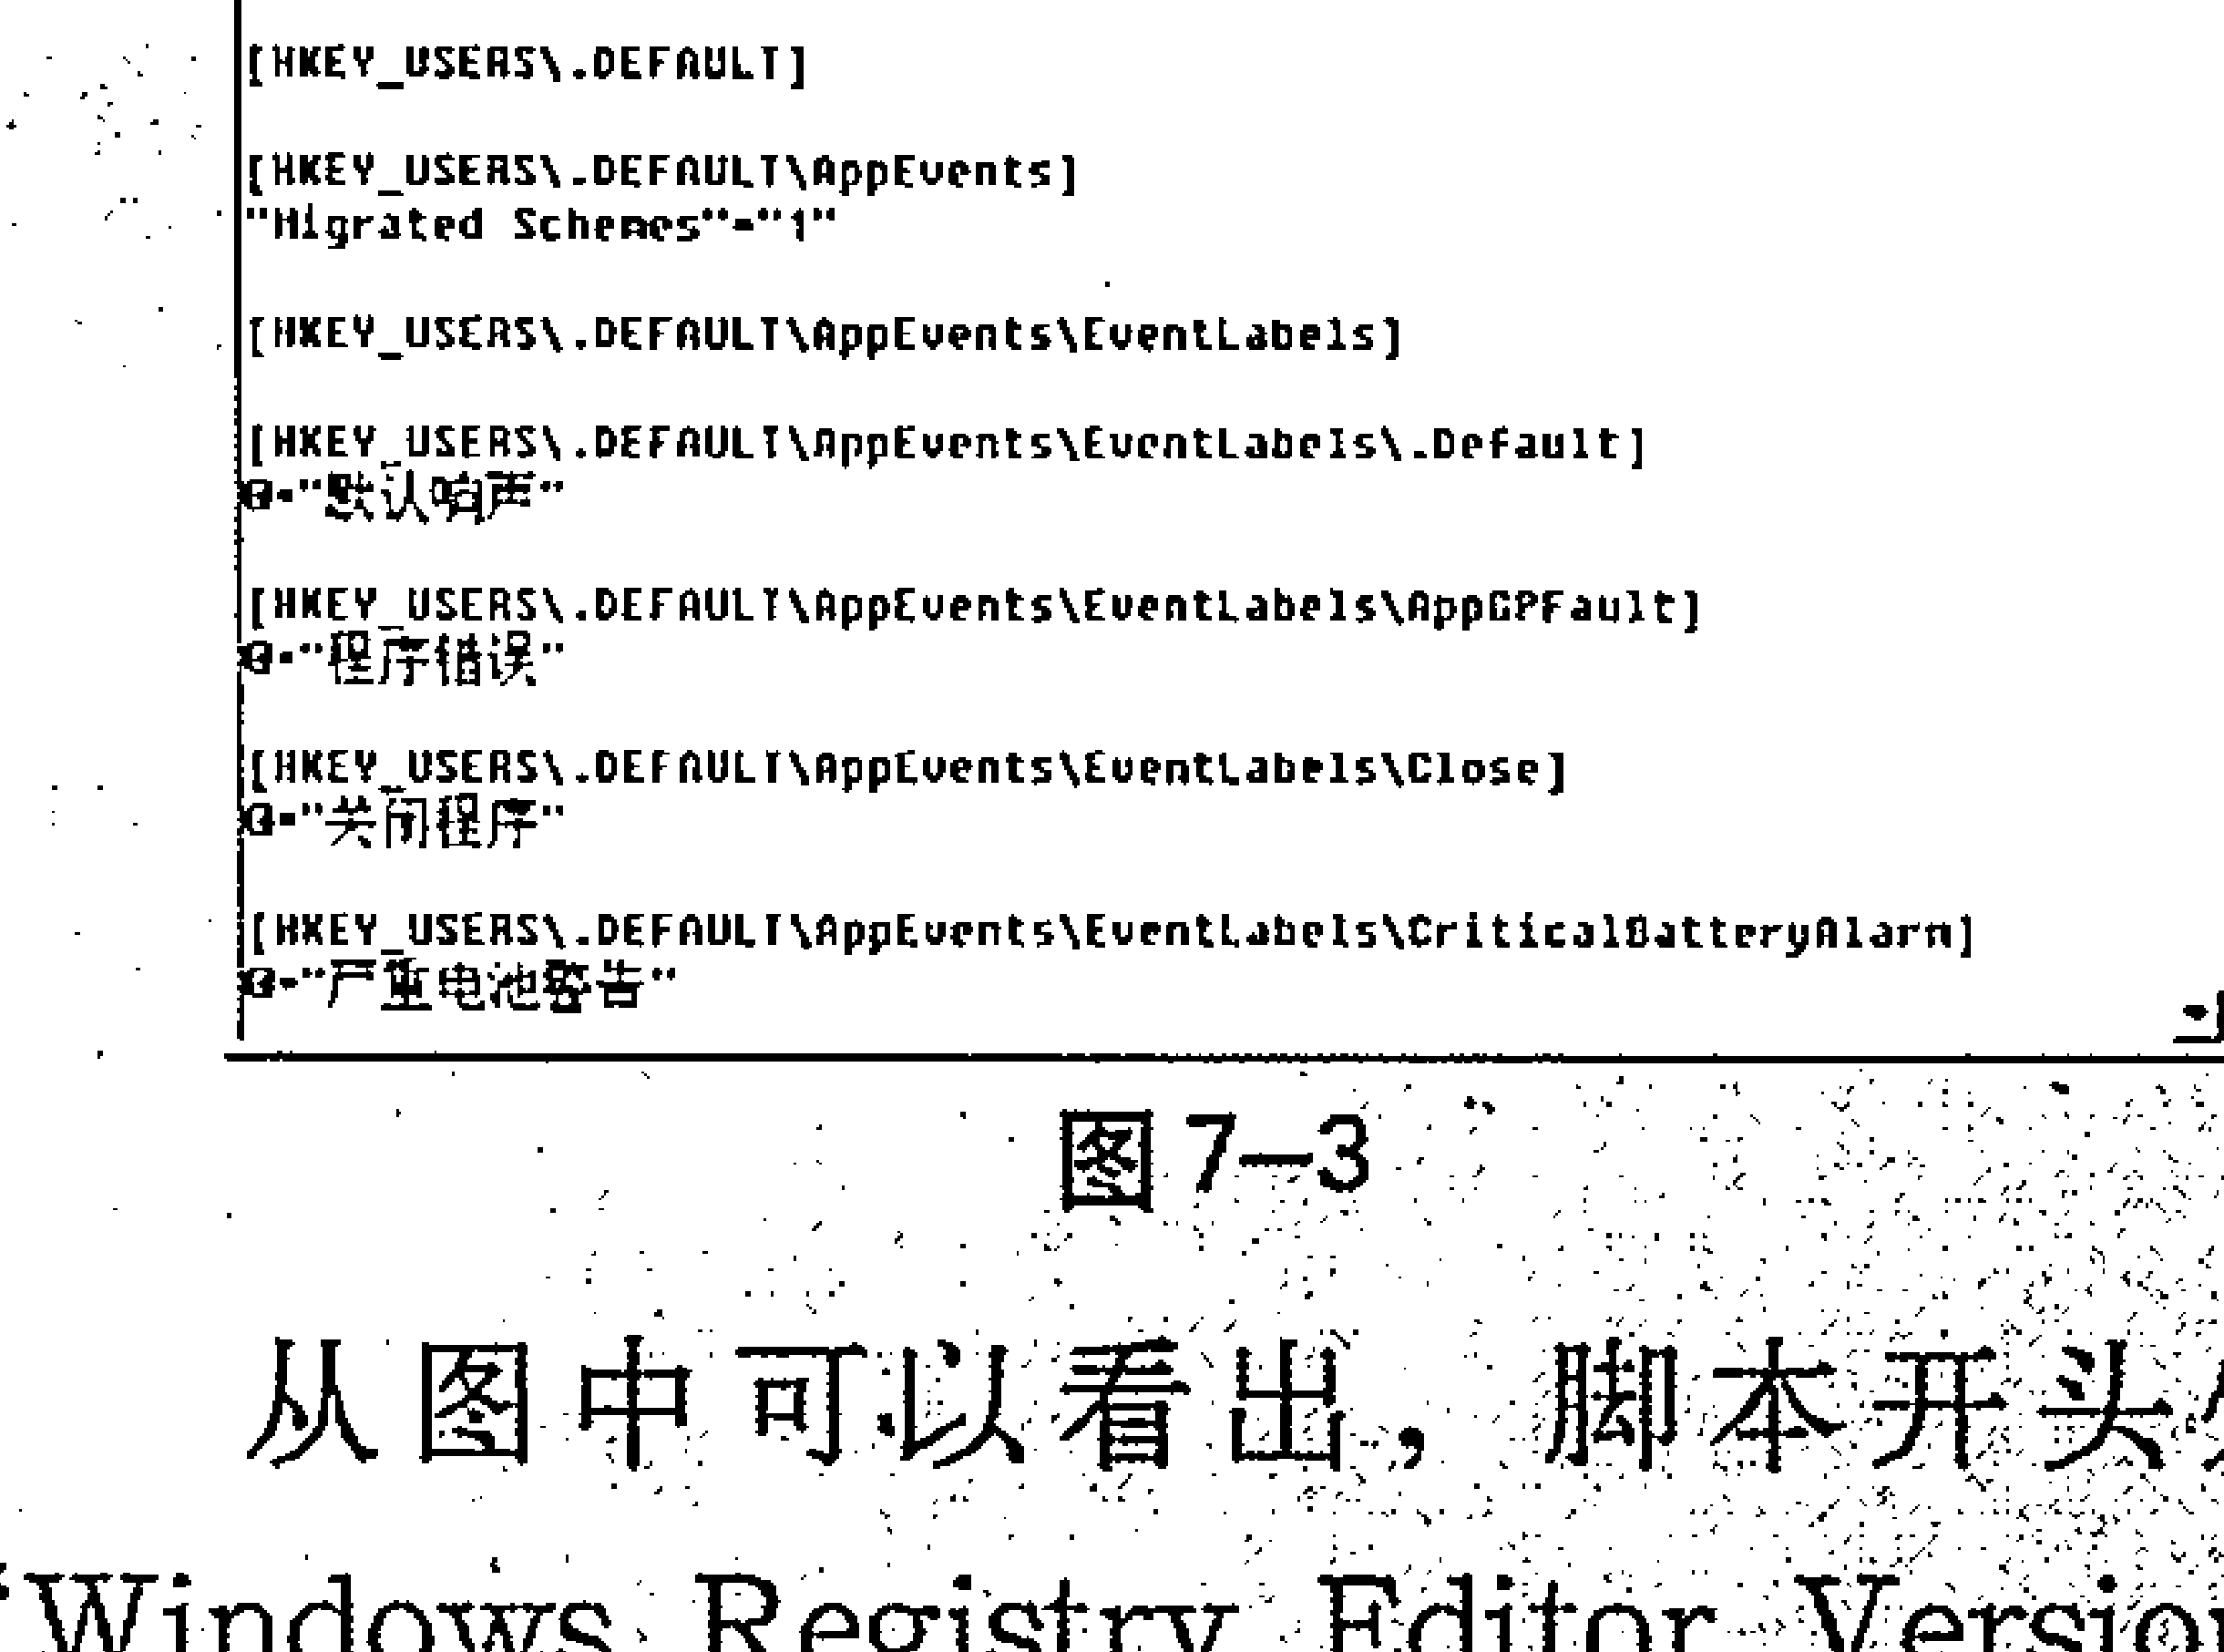 [HKEY_USERS\.DEFAULT]
[HKEY_USERS\.DEFAULT\AppEvents]
"Migrated Schemes"="1"
[HKEY_USERS\.DEFAULT\AppEvents\EventLabels]
[HKEY_USERS\.DEFAULT\AppEvents\EventLabels\.Default]
@="默认响声"
[HKEY_USERS\.DEFAULT\AppEvents\EventLabels\AppGPFault]
@="程序错误"
[HKEY_USERS\.DEFAULT\AppEvents\EventLabels\Close]
@="关闭程序"
[HKEY_USERS\.DEFAULT\AppEvents\EventLabels\CriticalBatteryAlarm]
@="严重电池警告"
图 7—3
从图中可以看出，脚本开头
“Windows Registry Editor Version